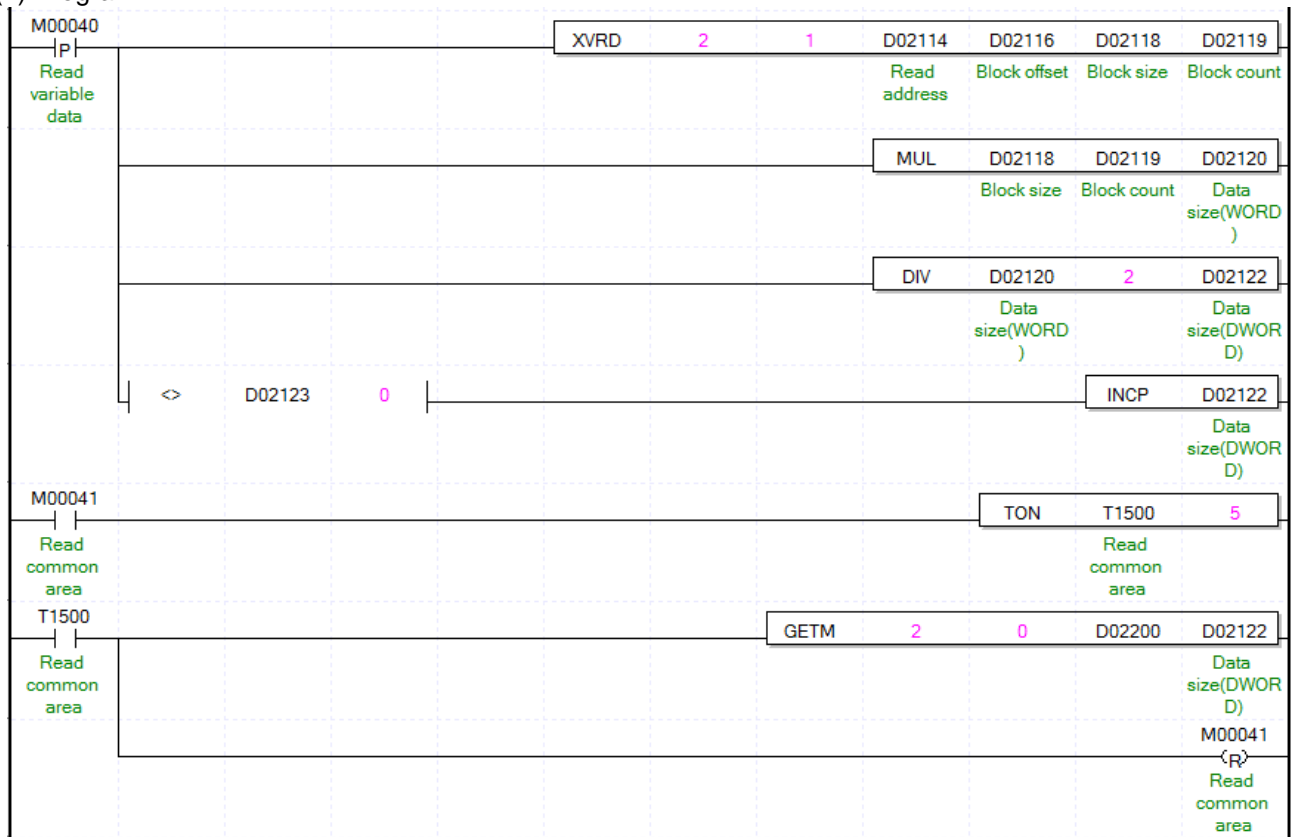 M00040
P
XVRD 2 1 D02114 D02116 D02118 D02119
Read
variable
data
Read
address
Block offset
Block size
Block count
MUL D02118 D02119 D02120
Block size
Block count
Data
size(WORD
)
DIV D02120 2 D02122
Data
size(WORD
)
Data
size(DWOR
D)
<> D02123 0
INCP D02122
Data
size(DWOR
D)
M00041
TON T1500 5
Read
common
area
Read
common
area
T1500
GETM 2 0 D02200 D02122
Read
common
area
Data
size(DWOR
D)
M00041
R
Read
common
area